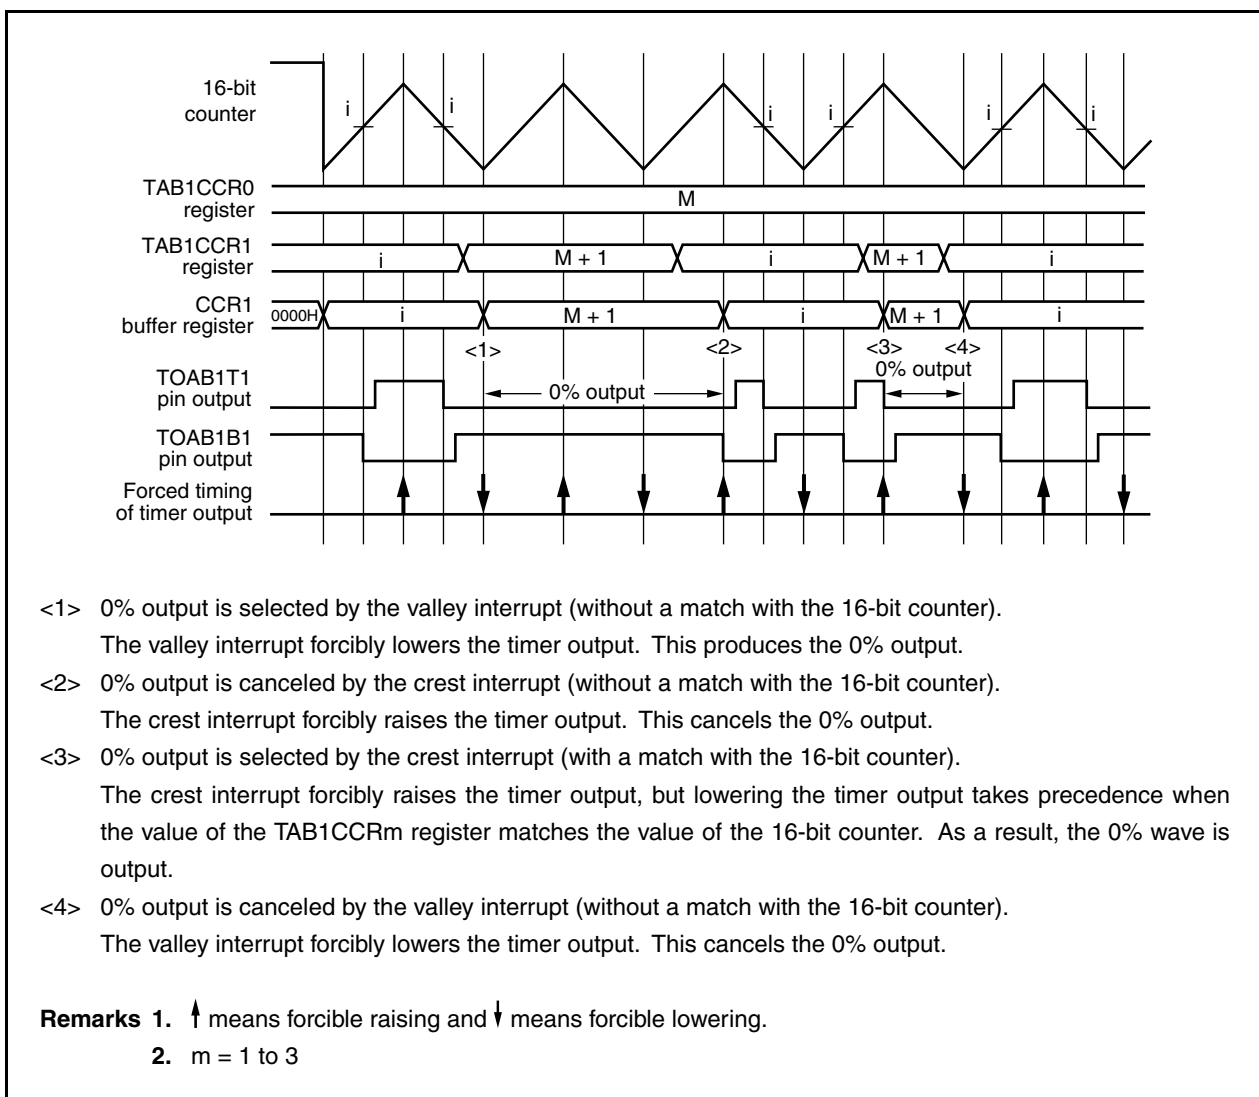 16-bit
counter
i
i
i
i
i
i
TAB1CCR0
register
M
TAB1CCR1
register
i
M + 1
i
M + 1
i
CCR1
buffer register
0000H
i
M + 1
i
M + 1
i
<1>
<2>
<3>
<4>
TOAB1T1
pin output
0% output
0% output
TOAB1B1
pin output
Forced timing
of timer output
<1> 0% output is selected by the valley interrupt (without a match with the 16-bit counter).
The valley interrupt forcibly lowers the timer output. This produces the 0% output.
<2> 0% output is canceled by the crest interrupt (without a match with the 16-bit counter).
The crest interrupt forcibly raises the timer output. This cancels the 0% output.
<3> 0% output is selected by the crest interrupt (with a match with the 16-bit counter).
The crest interrupt forcibly raises the timer output, but lowering the timer output takes precedence when
the value of the TAB1CCRm register matches the value of the 16-bit counter. As a result, the 0% wave is
output.
<4> 0% output is canceled by the valley interrupt (without a match with the 16-bit counter).
The valley interrupt forcibly lowers the timer output. This cancels the 0% output.
Remarks 1. ↑ means forcible raising and ↓ means forcible lowering.
2. m = 1 to 3